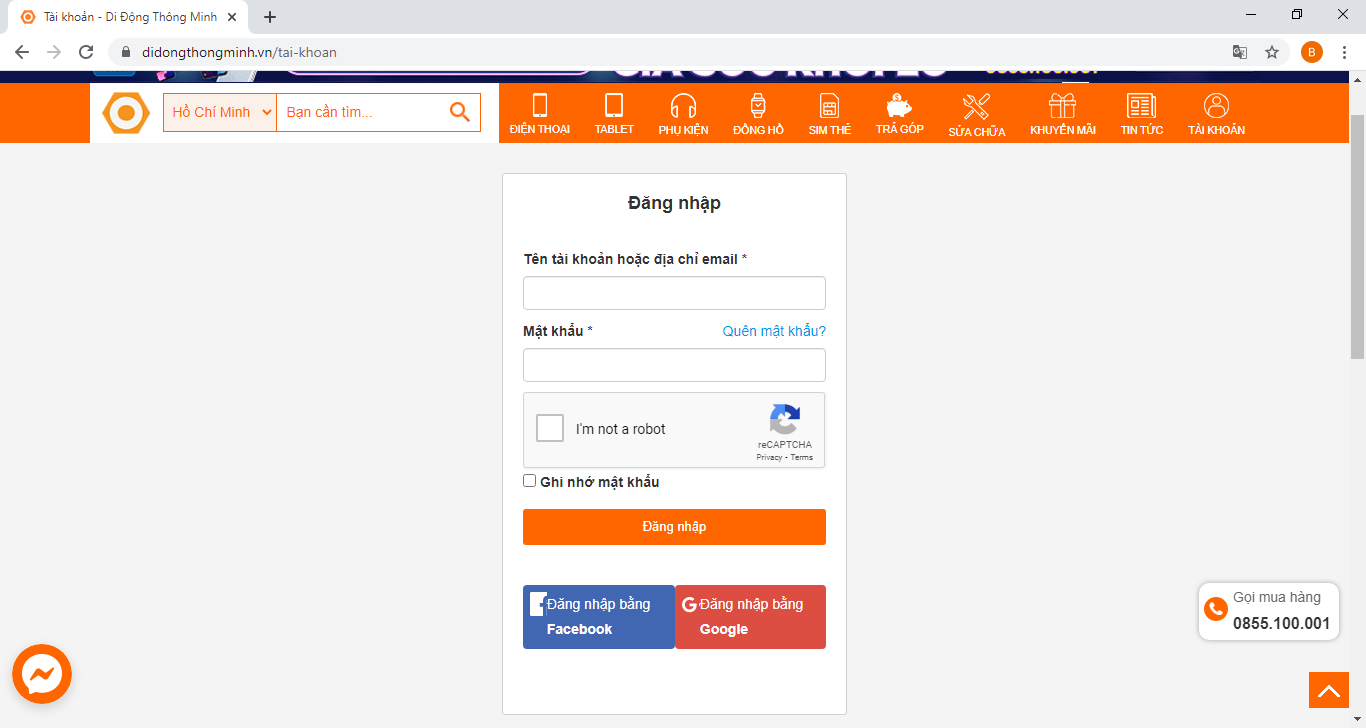 Tài khoản - Di Động Thông Minh
didongthongminh.vn/tai-khoan
B
Hồ Chí Minh
Bạn cần tìm...
ĐIỆN THOẠI
TABLET
PHỤ KIỆN
ĐỒNG HỒ
SIM THẺ
TRẢ GÓP
SỬA CHỮA
KHUYẾN MÃI
TIN TỨC
TÀI KHOẢN
Đăng nhập
Tên tài khoản hoặc địa chỉ email *
Mật khẩu *
Quên mật khẩu?
I'm not a robot
reCAPTCHA
Privacy - Terms
Ghi nhớ mật khẩu
Đăng nhập
Đăng nhập bằng
Facebook
Đăng nhập bằng
Google
Gọi mua hàng
0855.100.001